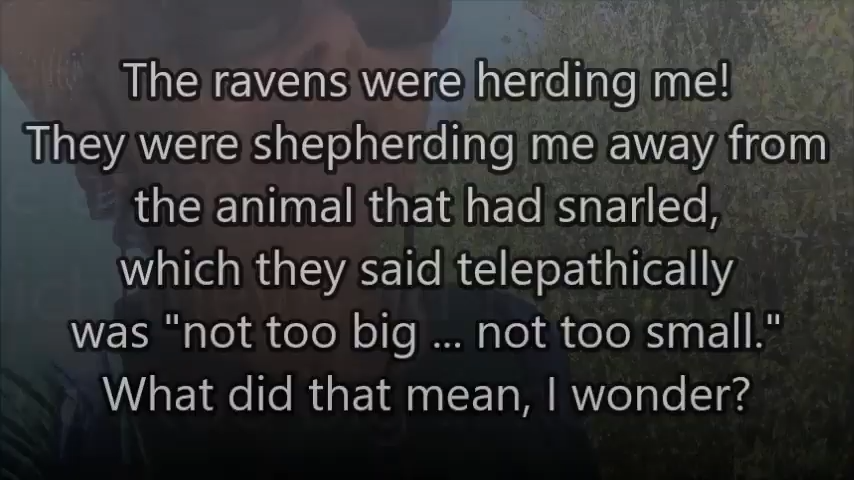 The ravens were herding me!
They were shepherding me away from
the animal that had snarled,
which they said telepathically
was "not too big ... not too small."
What did that mean, I wonder?